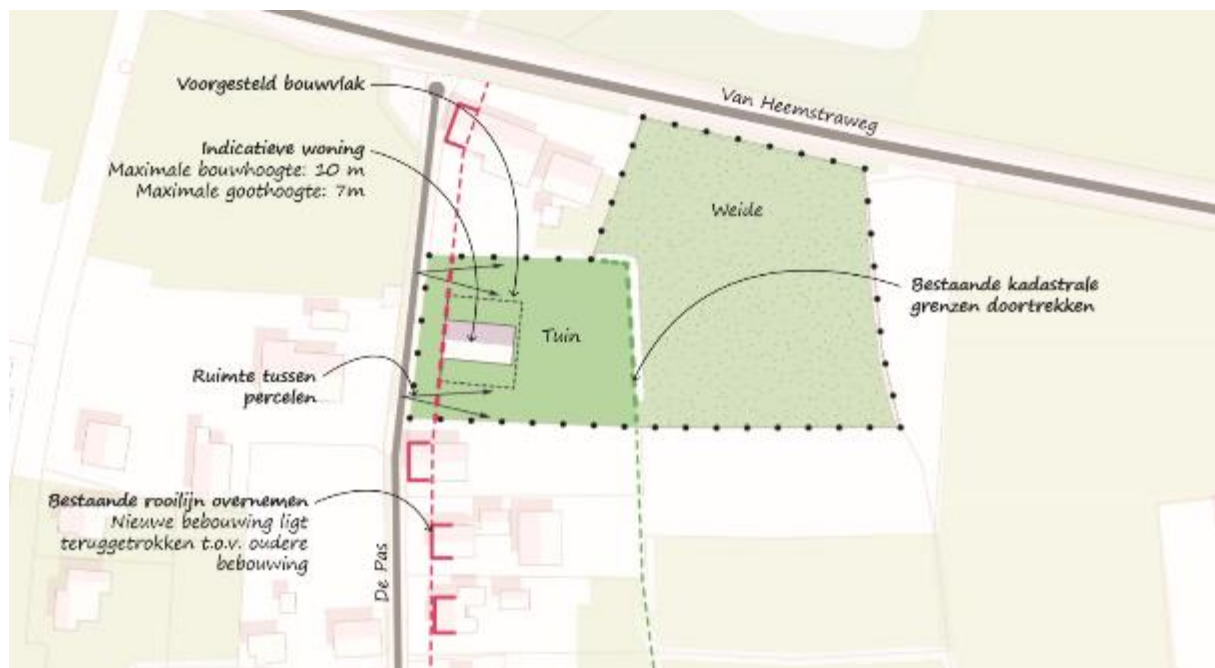 Voorgesteld bouwvlak
Van Heemstraweg
Indicatieve woning
Maximale bouwhoogte: 10 m
Maximale goothoogte: 7m
Weide
Bestaande kadastrale
grenzen doortrekken
Tuin
Ruimte tussen
percelen
Bestaande rooilijn overnemen
Nieuwe bebouwing ligt
teruggetrokken t.o.v. oudere
bebouwing
De Pas